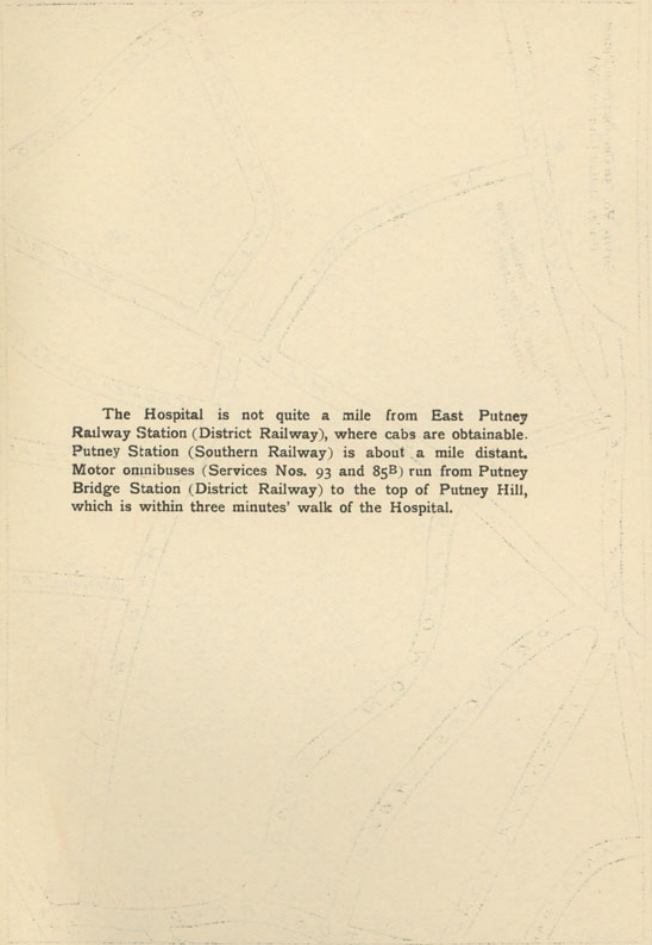 The Hospital is not quite a mile from East Putney
Railway Station (District Railway), where cabs are obtainable.
Putney Station (Southern Railway) is about a mile distant.
Motor omnibuses (Services Nos. 93 and 85B) run from Putney
Bridge Station (District Railway) to the top of Putney Hill,
which is within three minutes' walk of the Hospital.